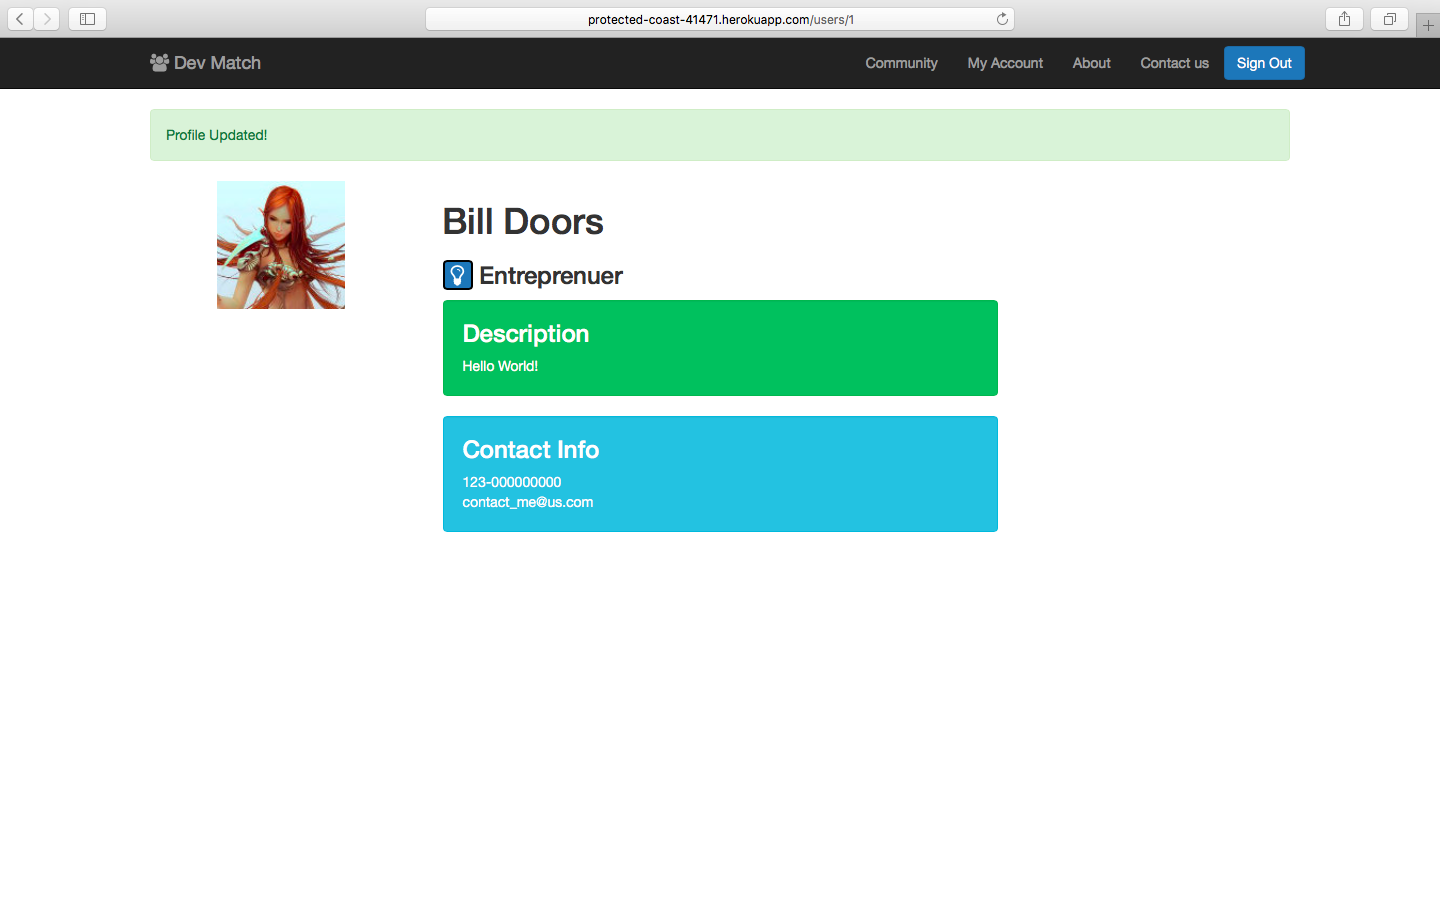 protected-coast-41471.herokuapp.com/users/1
Dev Match
Community
My Account
About
Contact us
Sign Out
Profile Updated!
Bill Doors
Entreprenuer
Description
Hello World!
Contact Info
123-000000000
contact_me@us.com